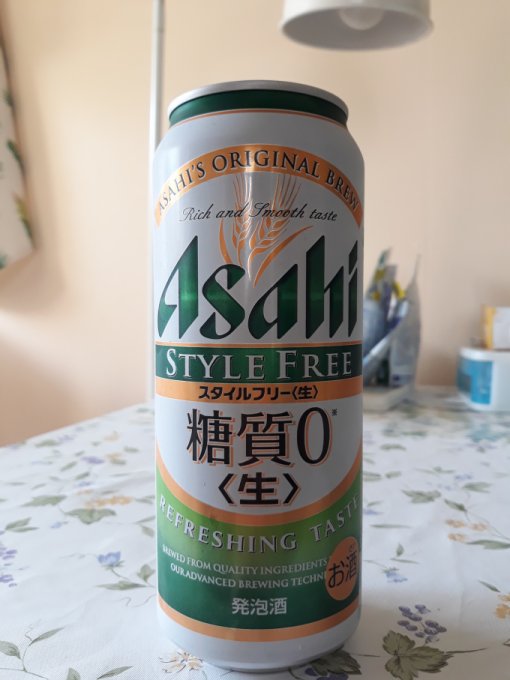 ASAHI'S ORIGINAL BREW
Rich and Smooth taste
Asahi
STYLE FREE
スタイルフリー〈生〉
糖質0※
〈生〉
REFRESHING TASTE
BREWED FROM QUALITY INGREDIENTS
OUR ADVANCED BREWING TECHN
お酒
発泡酒